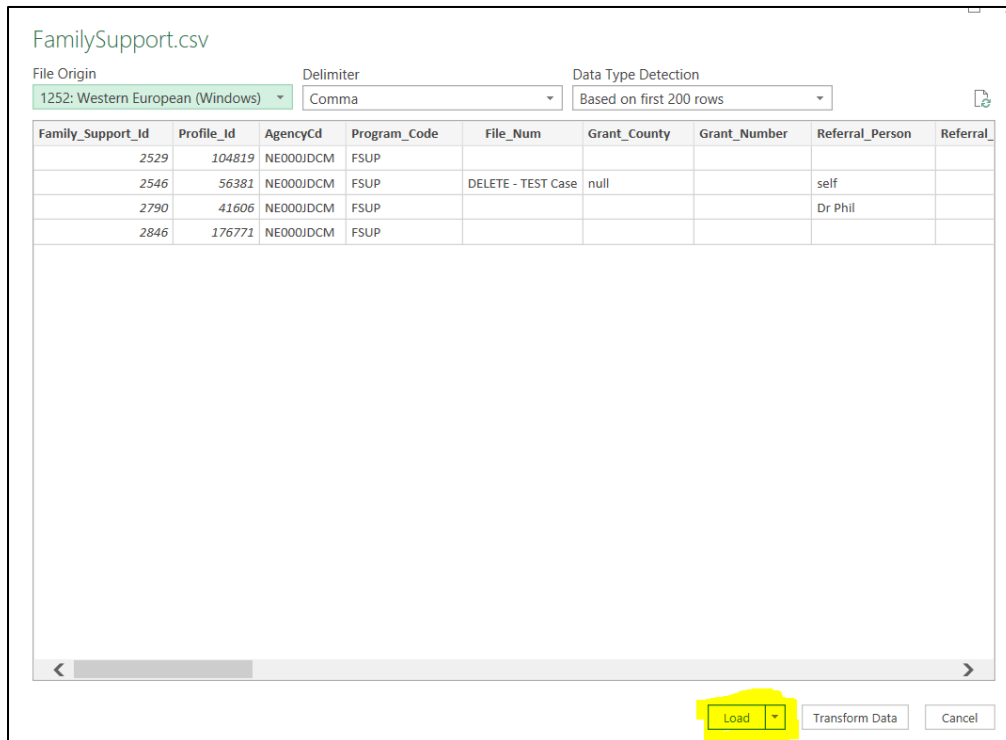 FamilySupport.csv
File Origin Delimiter Data Type Detection
1252: Western European (Windows) Comma Based on first 200 rows
Family_Support_Id Profile_Id AgencyCd Program_Code File_Num Grant_County Grant_Number Referral_Person Referral_
2529 104819 NE000JDCM FSUP
2546 56381 NE000JDCM FSUP DELETE - TEST Case null self
2790 41606 NE000JDCM FSUP Dr Phil
2846 176771 NE000JDCM FSUP
Load Transform Data Cancel